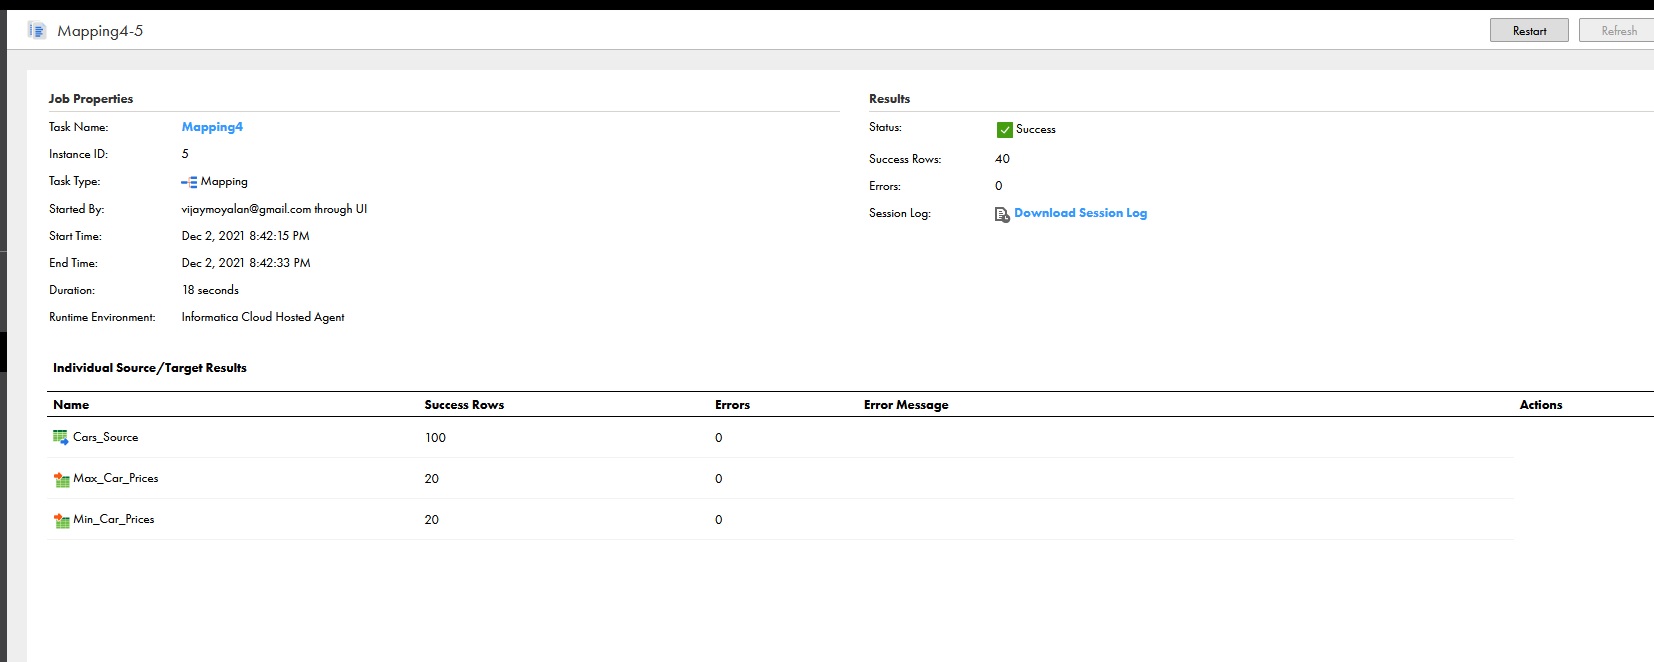 Mapping4-5
Restart
Refresh
Job Properties
Task Name: Mapping4
Instance ID: 5
Task Type: Mapping
Started By: vijaymoyalan@gmail.com through UI
Start Time: Dec 2, 2021 8:42:15 PM
End Time: Dec 2, 2021 8:42:33 PM
Duration: 18 seconds
Runtime Environment: Informatica Cloud Hosted Agent
Results
Status: Success
Success Rows: 40
Errors: 0
Session Log: Download Session Log
Individual Source/Target Results
Name Success Rows Errors Error Message Actions
Cars_Source 100 0
Max_Car_Prices 20 0
Min_Car_Prices 20 0